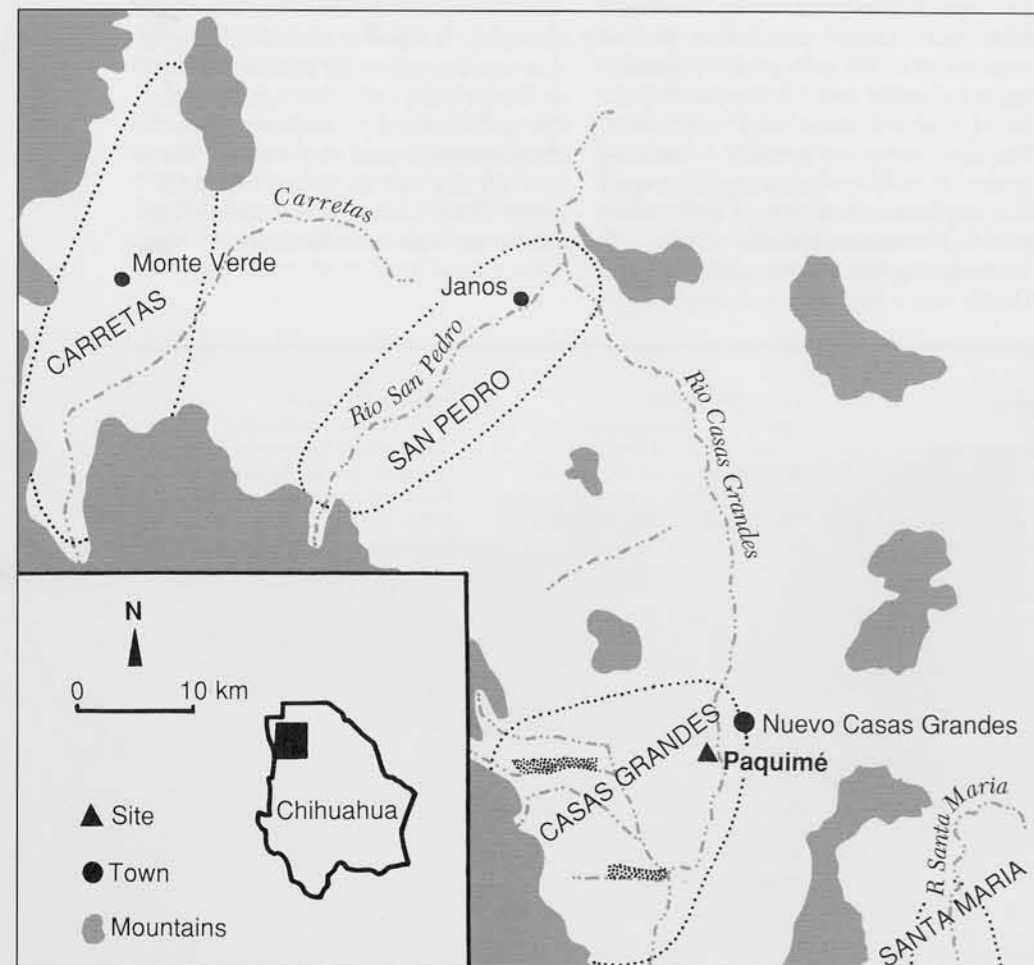 Carretas
Monte Verde
CARRETAS
Janos
Rio San Pedro
SAN PEDRO
Rio Casas Grandes
N
0 10 km
Chihuahua
Site
Town
Mountains
CASAS GRANDES
Nuevo Casas Grandes
Paquimé
R Santa Maria
SANTA MARIA